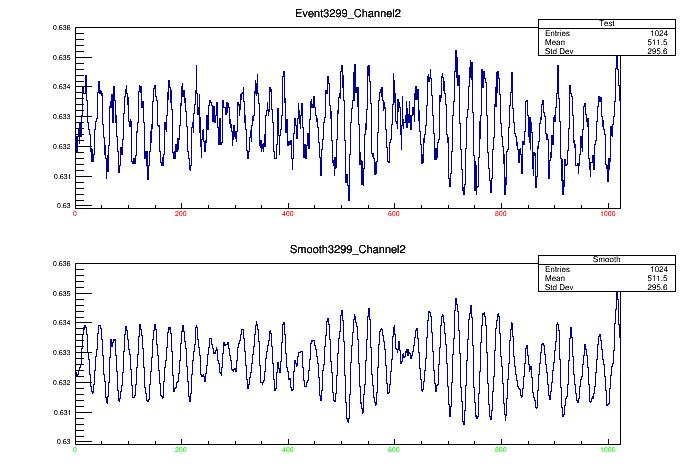 Event3299_Channel2
Test
Entries 1024
Mean 511.5
Std Dev 295.6
0.636
0.635
0.634
0.633
0.632
0.631
0.63
0 200 400 600 800 1000
Smooth3299_Channel2
Smooth
Entries 1024
Mean 511.5
Std Dev 295.6
0.636
0.635
0.634
0.633
0.632
0.631
0.63
0 200 400 600 800 1000